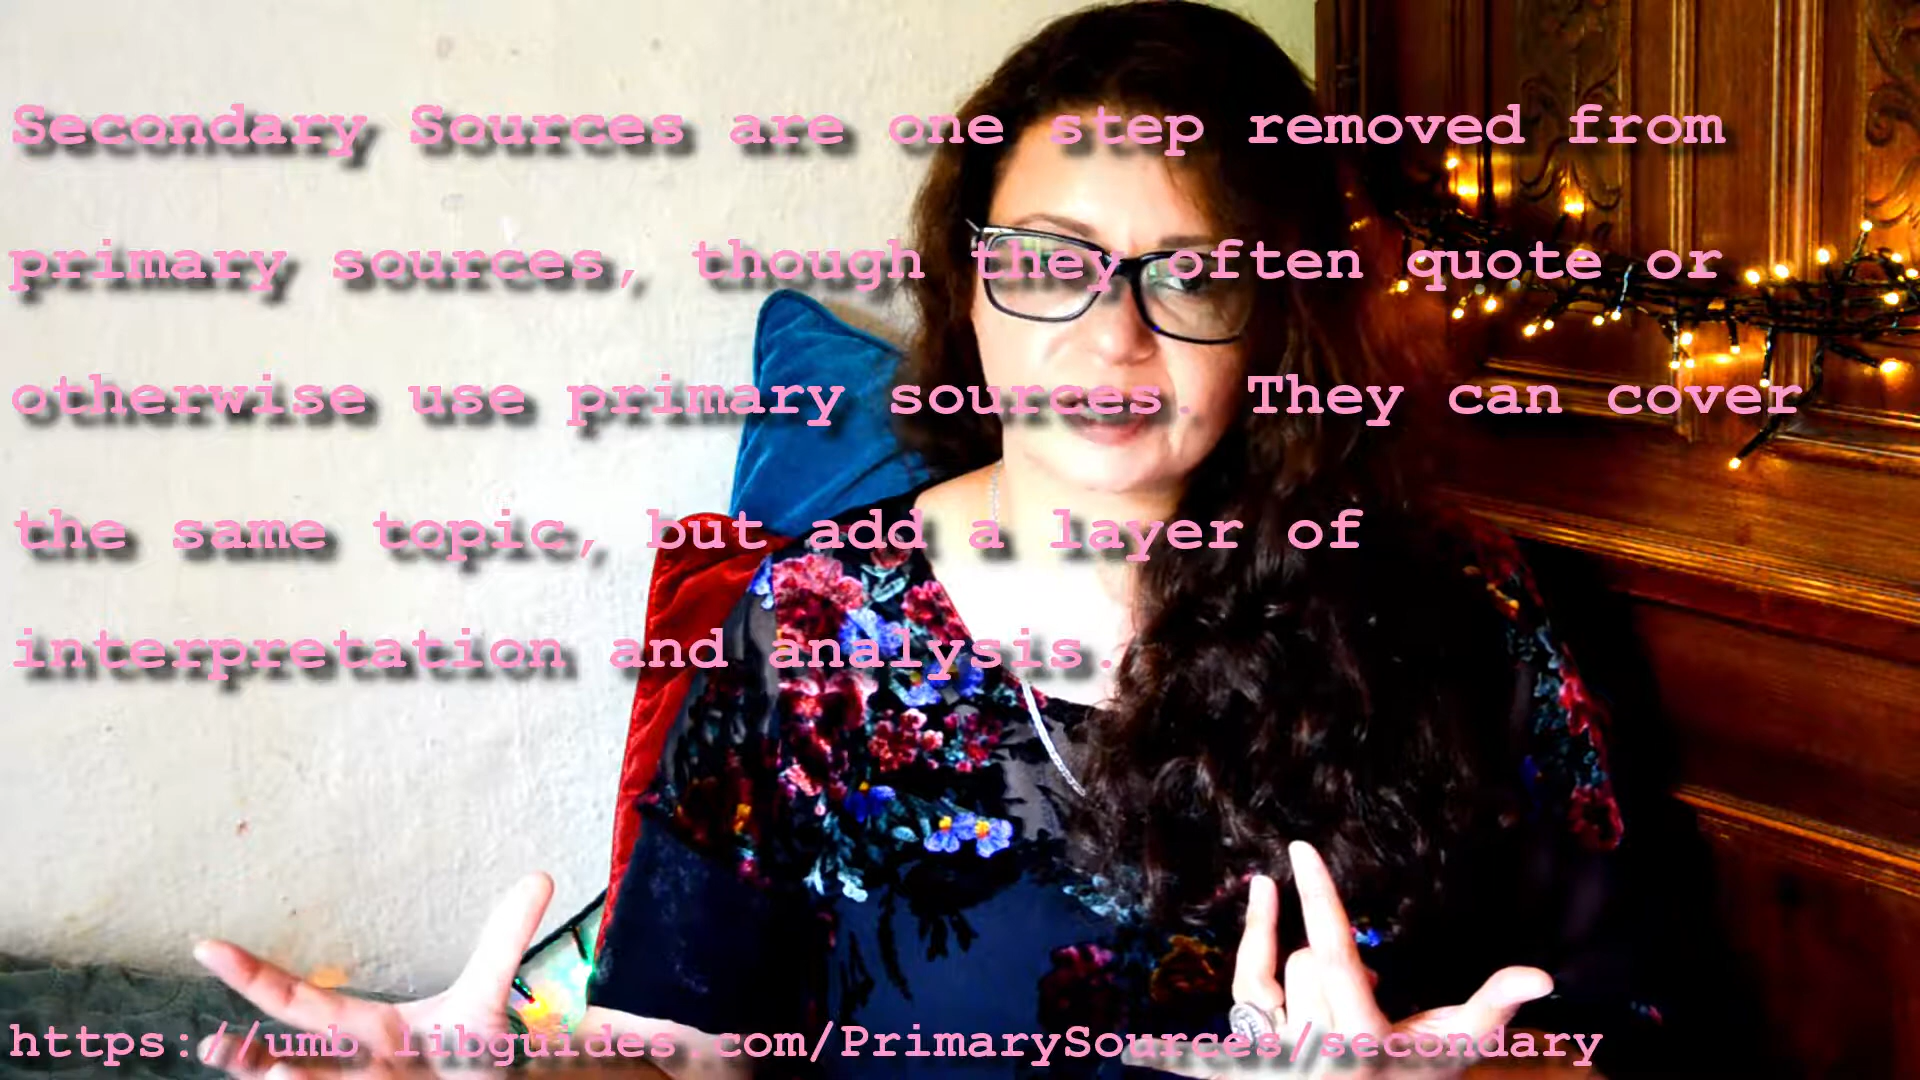 Secondary Sources are one step removed from
primary sources, though they often quote or
otherwise use primary sources. They can cover
the same topic, but add a layer of
interpretation and analysis.
https://umb.libguides.com/PrimarySources/secondary